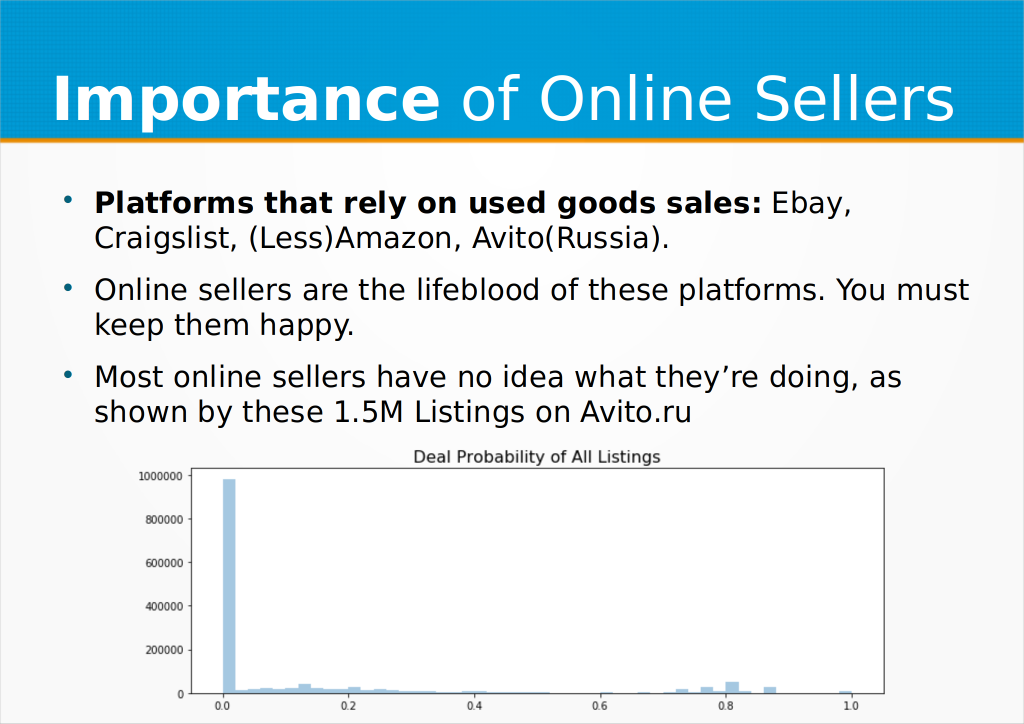 Importance of Online Sellers
• Platforms that rely on used goods sales: Ebay,
Craigslist, (Less)Amazon, Avito(Russia).
• Online sellers are the lifeblood of these platforms. You must
keep them happy.
• Most online sellers have no idea what they’re doing, as
shown by these 1.5M Listings on Avito.ru
Deal Probability of All Listings
1000000
800000
600000
400000
200000
0
0.0 0.2 0.4 0.6 0.8 1.0